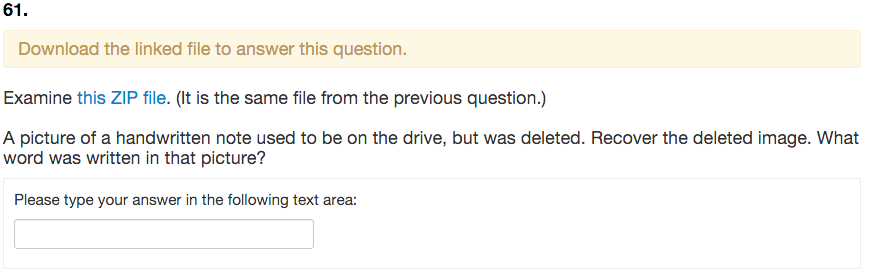 61.
Download the linked file to answer this question.
Examine this ZIP file. (It is the same file from the previous question.)
A picture of a handwritten note used to be on the drive, but was deleted. Recover the deleted image. What
word was written in that picture?
Please type your answer in the following text area: